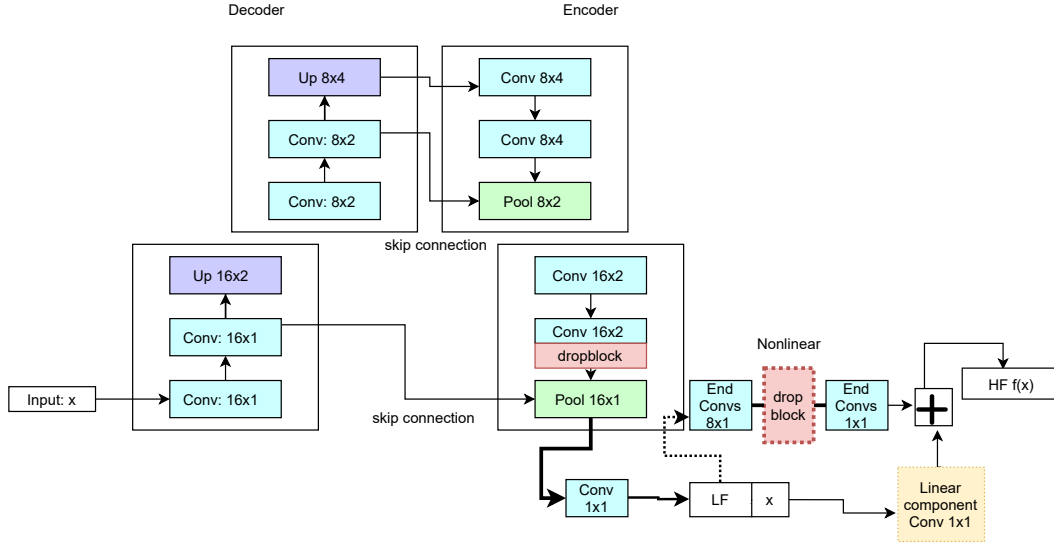 Decoder
Encoder
Up 8x4
Conv: 8x2
Conv: 8x2
Conv 8x4
Conv 8x4
Pool 8x2
skip connection
Up 16x2
Conv: 16x1
Conv: 16x1
Input: x
Conv 16x2
Conv 16x2
dropblock
Pool 16x1
skip connection
Conv
1x1
LF
x
End
Convs
8x1
Nonlinear
drop
block
End
Convs
1x1
HF f(x)
Linear
component
Conv 1x1